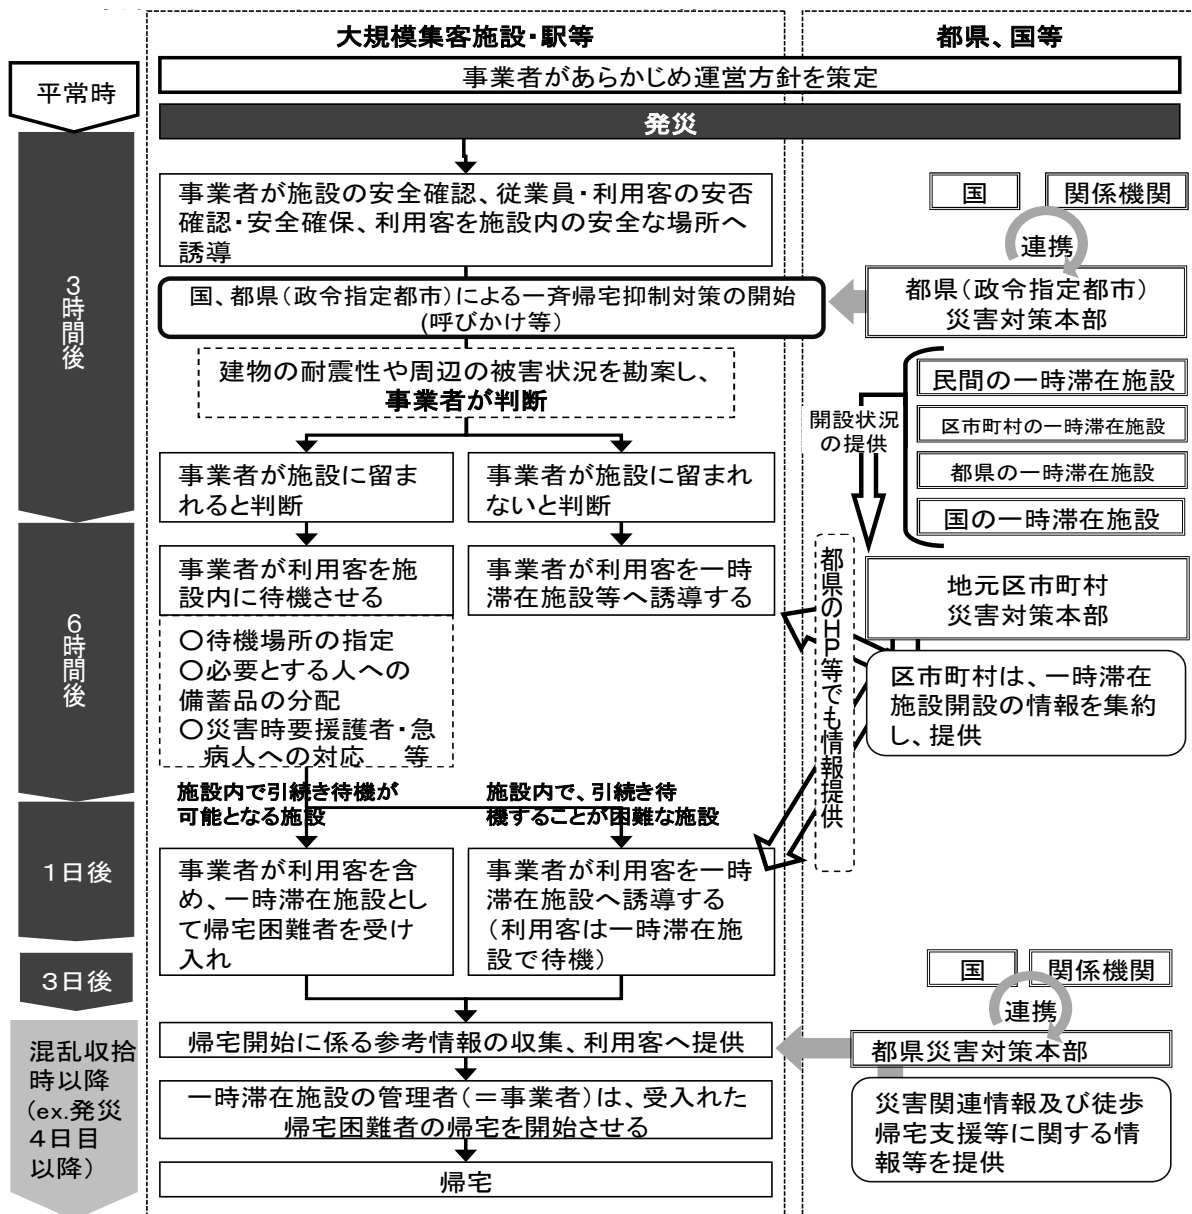 大規模集客施設・駅等
都県、国等
平常時
事業者があらかじめ運営方針を策定
発災
3時間後
事業者が施設の安全確認、従業員・利用客の安否
確認・安全確保、利用客を施設内の安全な場所へ
誘導
国
関係機関
連携
都県（政令指定都市）
災害対策本部
国、都県（政令指定都市）による一斉帰宅抑制対策の開始
(呼びかけ等）
建物の耐震性や周辺の被害状況を勘案し、
事業者が判断
開設状況
の提供
民間の一時滞在施設
区市町村の一時滞在施設
都県の一時滞在施設
国の一時滞在施設
事業者が施設に留ま
れると判断
事業者が施設に留まれ
ないと判断
6時間後
事業者が利用客を施
設内に待機させる
事業者が利用客を一時
滞在施設等へ誘導する
都県のＨＰ等でも情報提供
地元区市町村
災害対策本部
○待機場所の指定
○必要とする人への
備蓄品の分配
○災害時要援護者・急
病人への対応　等
区市町村は、一時滞在
施設開設の情報を集約
し、提供
施設内で引続き待機が
可能となる施設
施設内で、引続き待
機することが困難な施設
１日後
事業者が利用客を含
め、一時滞在施設とし
て帰宅困難者を受け
入れ
事業者が利用客を一時
滞在施設へ誘導する
（利用客は一時滞在施
設で待機）
３日後
国
関係機関
連携
混乱収拾
時以降
（ex.発災
４日目
以降）
帰宅開始に係る参考情報の収集、利用客へ提供
都県災害対策本部
一時滞在施設の管理者（＝事業者）は、受入れた
帰宅困難者の帰宅を開始させる
災害関連情報及び徒歩
帰宅支援等に関する情
報等を提供
帰宅